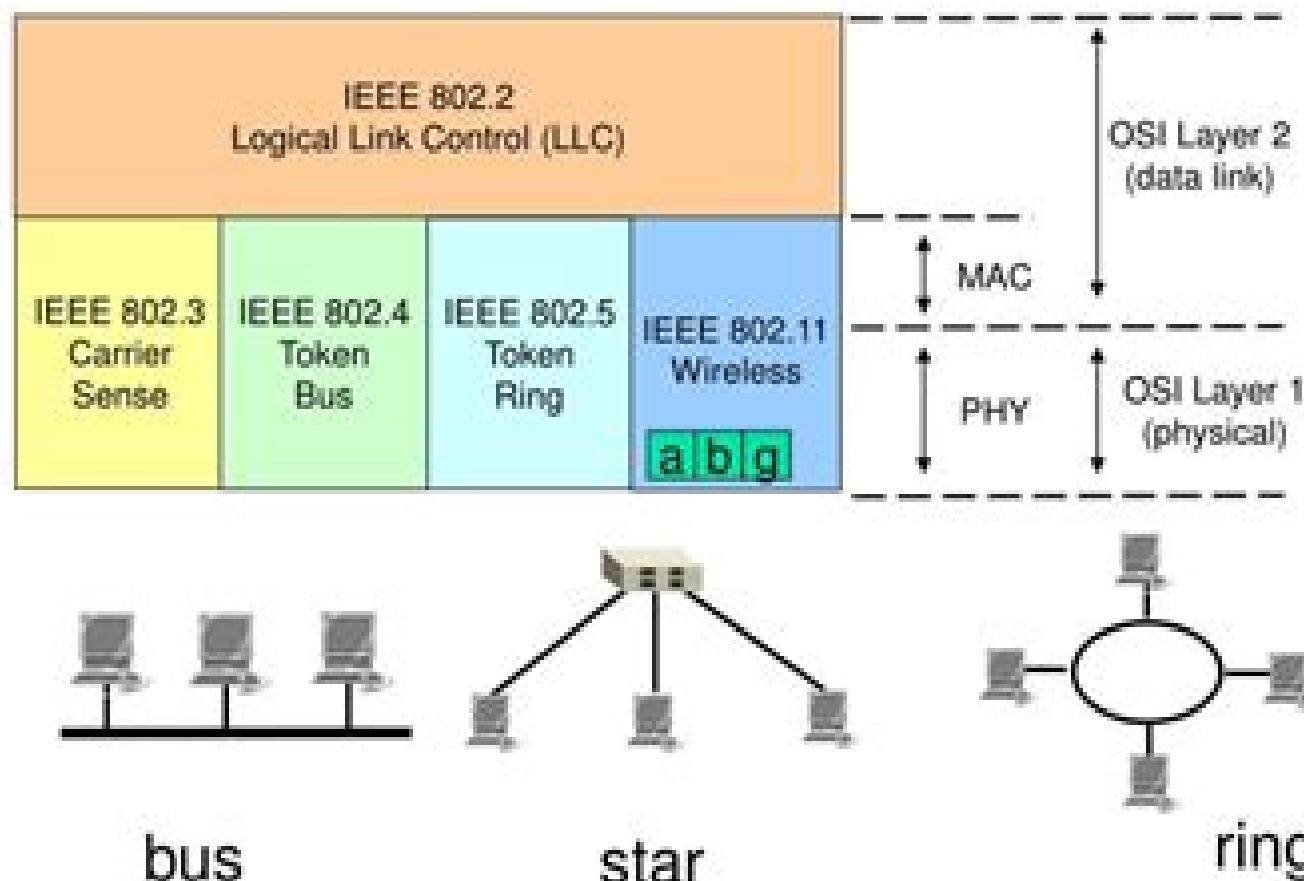 IEEE 802.2
Logical Link Control (LLC)
OSI Layer 2
(data link)
MAC
IEEE 802.3
Carrier
Sense
IEEE 802.4
Token
Bus
IEEE 802.5
Token
Ring
IEEE 802.11
Wireless
a b g
PHY
OSI Layer 1
(physical)
bus
star
ring